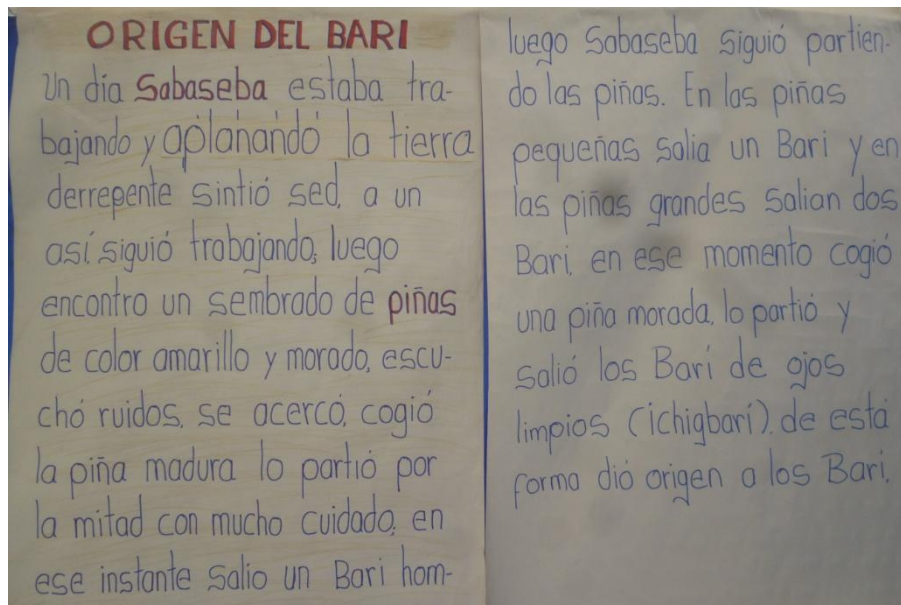 ORIGEN DEL BARI
Un día Sabaseba estaba tra-
bajando y aplanando la tierra
derrepente sintió sed, a un
así siguió trabajando, luego
encontro un sembrado de piñas
de color amarillo y morado, escu-
chó ruidos, se acercó, cogió
la piña madura lo partió por
la mitad con mucho cuidado, en
ese instante salio un Bari hom-
luego Sabaseba siguió partien-
do las piñas. En las piñas
pequeñas salia un Bari y en
las piñas grandes salian dos
Bari, en ese momento cogió
una piña morada, lo partió y
salió los Bari de ojos
limpios (ichigbarí), de está
forma dió origen a los Bari.